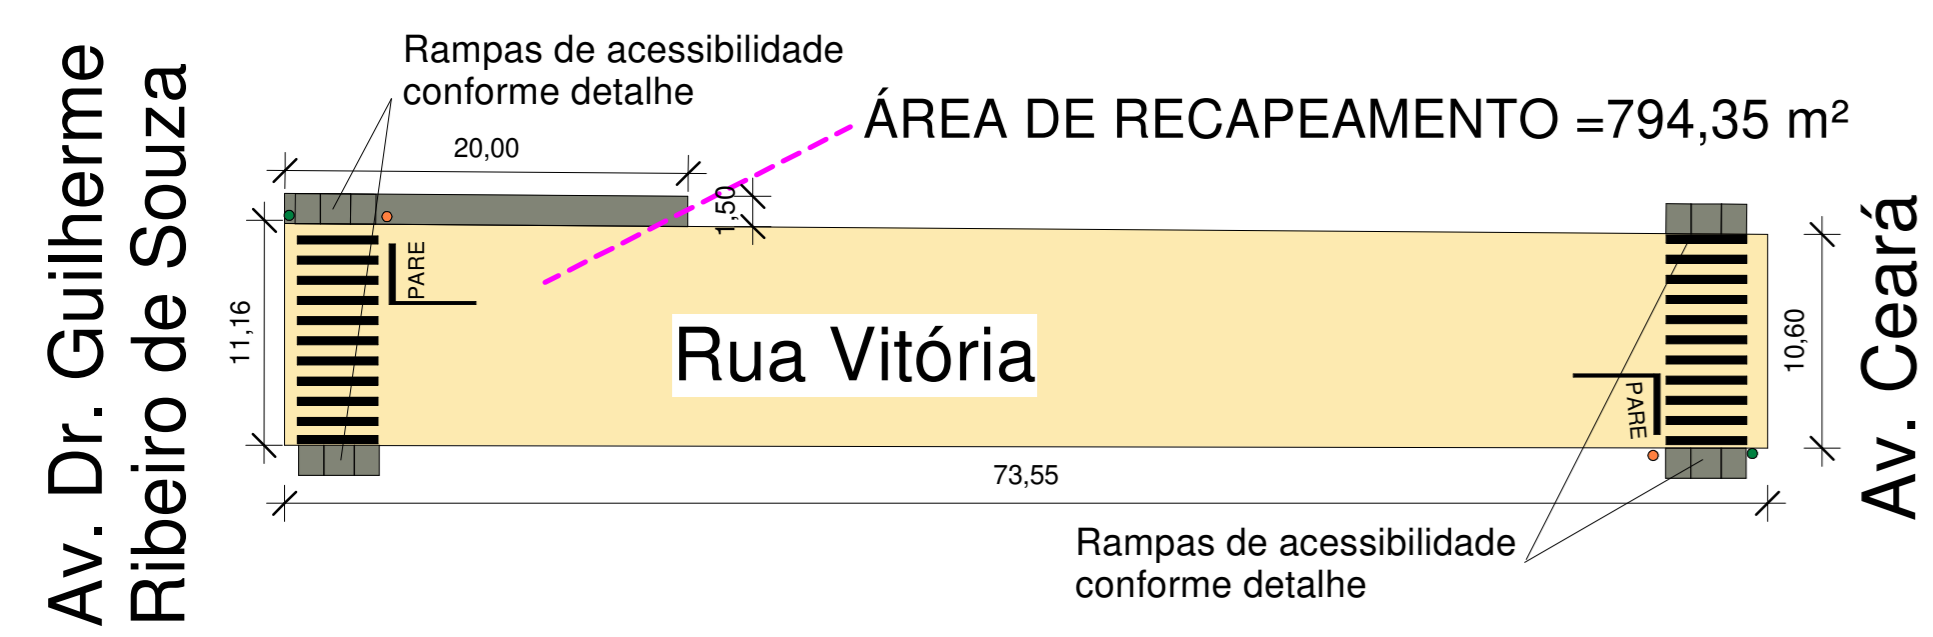 Av. Dr. Guilherme
Ribeiro de Souza
Rampas de acessibilidade
conforme detalhe
ÁREA DE RECAPEAMENTO =794,35 m²
20,00
1,50
11,16
PARE
Rua Vitória
PARE
10,60
Av. Ceará
73,55
Rampas de acessibilidade
conforme detalhe